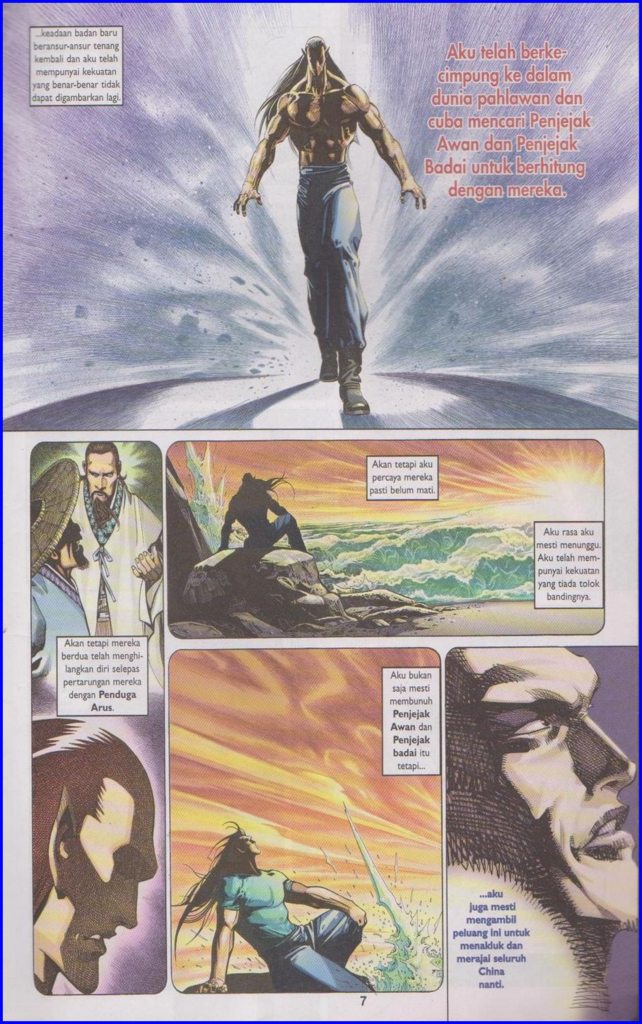 ...keadaan badan baru
beransur-ansur tenang
kembali dan aku telah
mempunyai kekuatan
yang benar-benar tidak
dapat digambarkan lagi.
Aku telah berke-
cimpung ke dalam
dunia pahlawan dan
cuba mencari Penjejak
Awan dan Penjejak
Badai untuk berhitung
dengan mereka.
Akan tetapi mereka
berdua telah menghi-
langkan diri selepas
pertarungan mereka
dengan Penduga
Arus.
Akan tetapi aku
percaya mereka
pasti belum mati.
Aku rasa aku
mesti menunggu.
Aku telah mem-
punyai kekuatan
yang tiada tolok
bandingnya.
Aku bukan
saja mesti
membunuh
Penjejak
Awan dan
Penjejak
badai itu
tetapi...
...aku
juga mesti
mengambil
peluang ini untuk
menakluk dan
merajai seluruh
China
nanti.
7